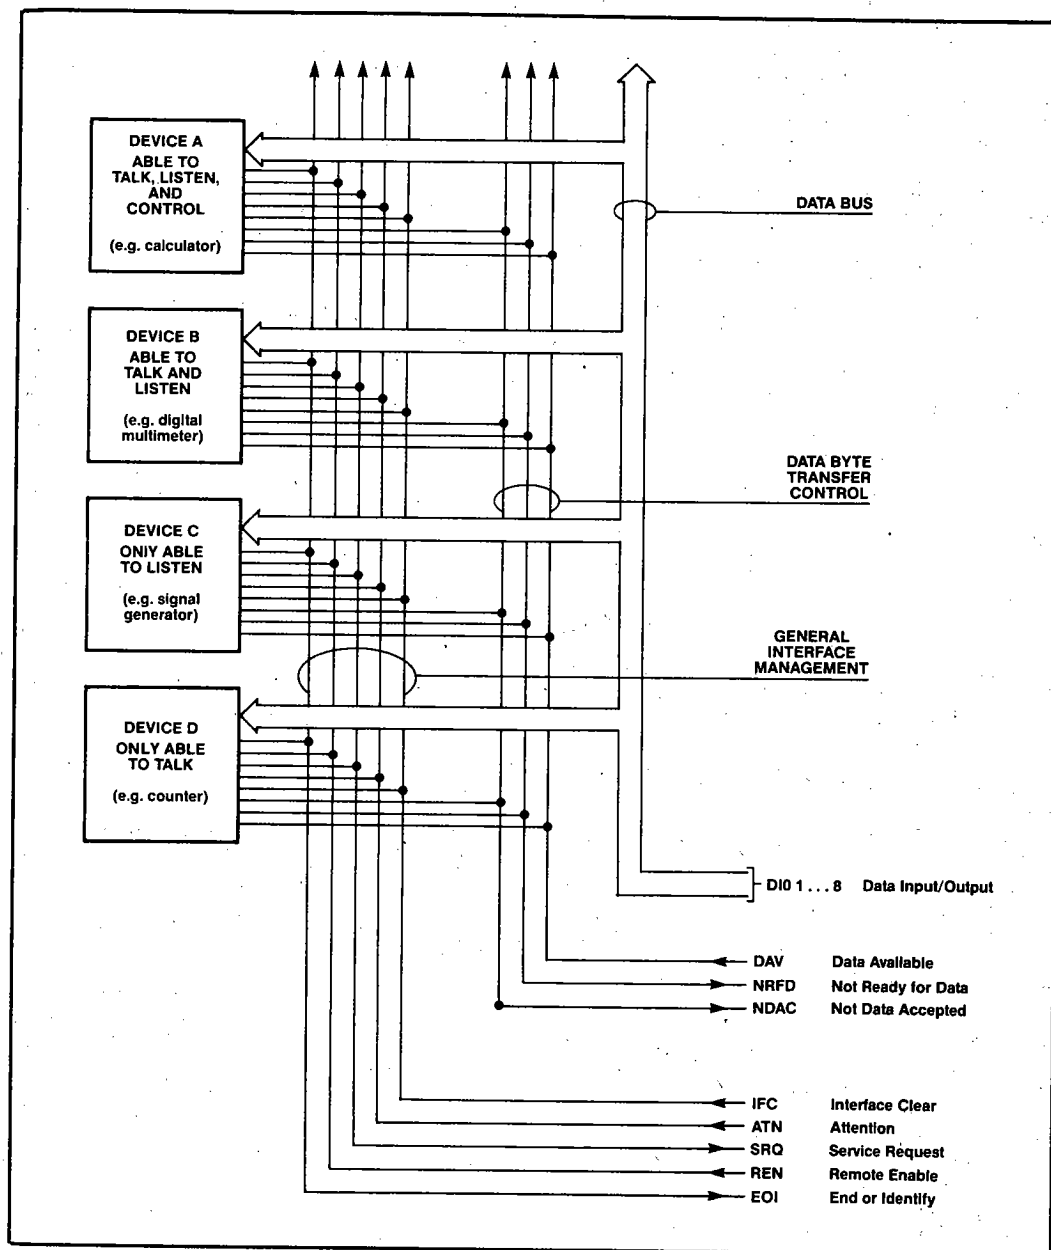 DEVICE A
ABLE TO
TALK, LISTEN,
AND
CONTROL
(e.g. calculator)
DATA BUS
DEVICE B
ABLE TO
TALK AND
LISTEN
(e.g. digital
multimeter)
DATA BYTE
TRANSFER
CONTROL
DEVICE C
ONlY ABLE
TO LISTEN
(e.g. signal
generator)
GENERAL
INTERFACE
MANAGEMENT
DEVICE D
ONLY ABLE
TO TALK
(e.g. counter)
DI0 1 . . . 8 Data Input/Output
DAV Data Available
NRFD Not Ready for Data
NDAC Not Data Accepted
IFC Interface Clear
ATN Attention
SRQ Service Request
REN Remote Enable
EOI End or Identify